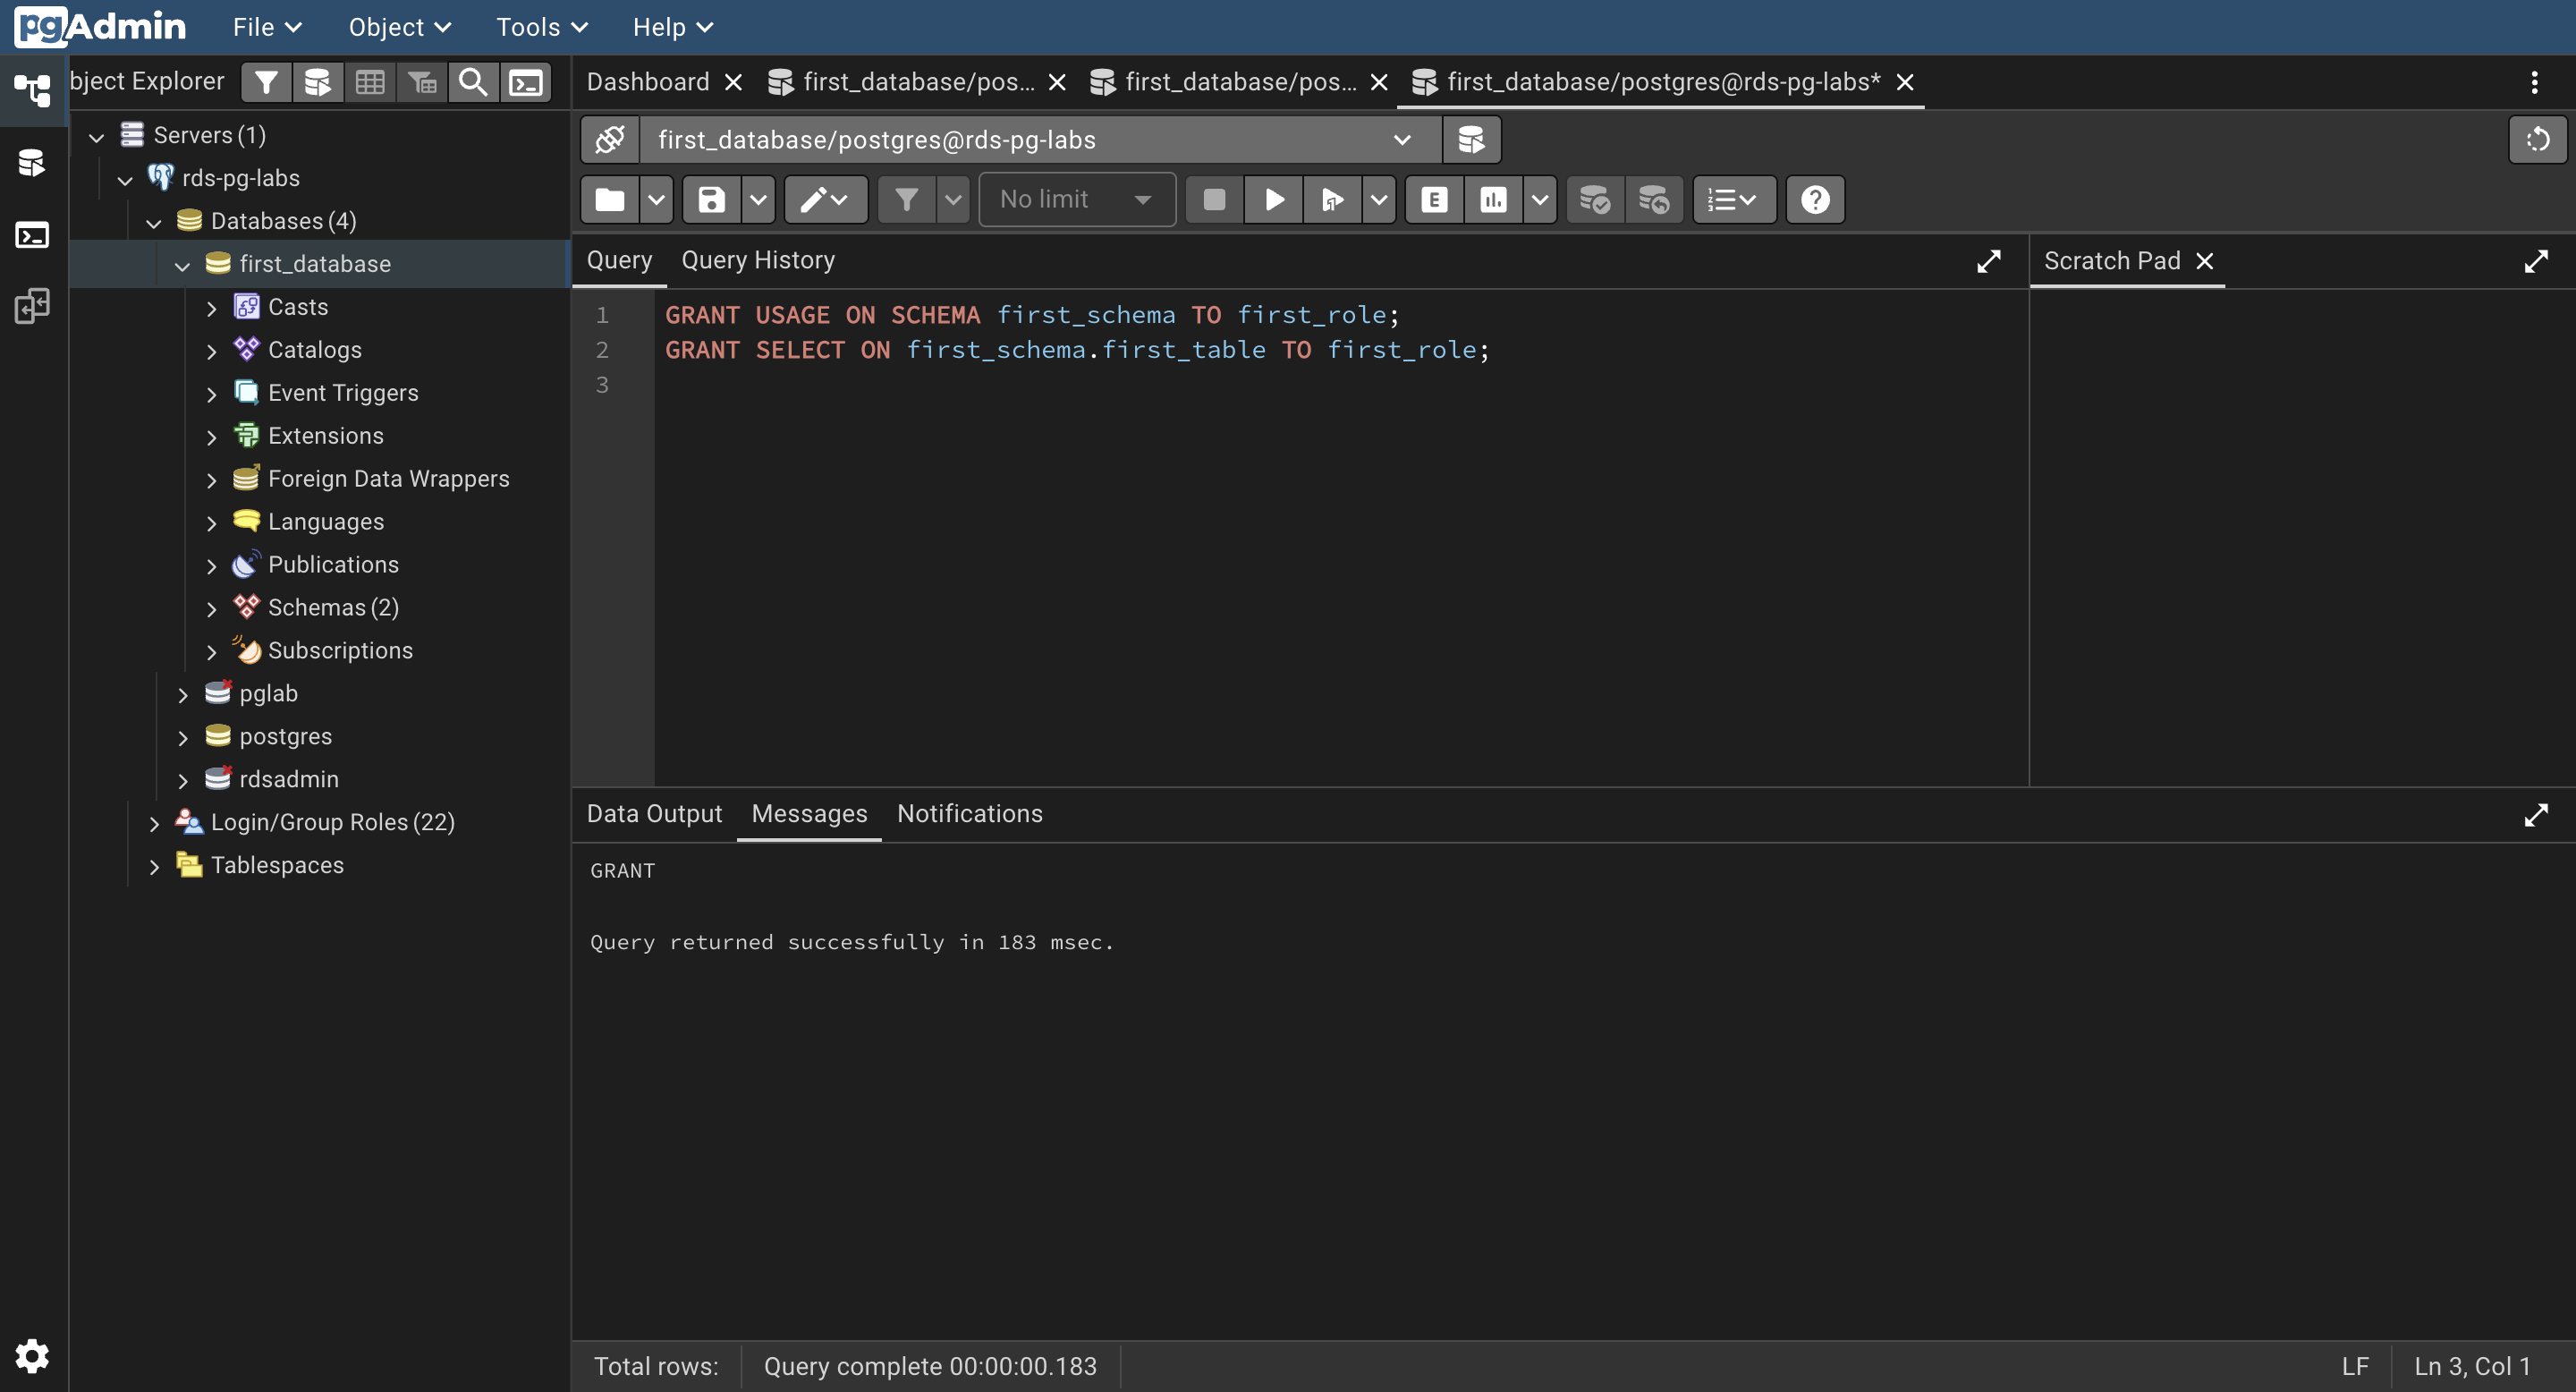 pgAdmin File Object Tools Help
bject Explorer
Servers (1)
rds-pg-labs
Databases (4)
first_database
Casts
Catalogs
Event Triggers
Extensions
Foreign Data Wrappers
Languages
Publications
Schemas (2)
Subscriptions
pglab
postgres
rdsadmin
Login/Group Roles (22)
Tablespaces
Dashboard first_database/pos... first_database/pos... first_database/postgres@rds-pg-labs*
first_database/postgres@rds-pg-labs
No limit E
Query Query History
Scratch Pad
1 GRANT USAGE ON SCHEMA first_schema TO first_role;
2 GRANT SELECT ON first_schema.first_table TO first_role;
3
Data Output Messages Notifications
GRANT
Query returned successfully in 183 msec.
Total rows: Query complete 00:00:00.183 LF Ln 3, Col 1